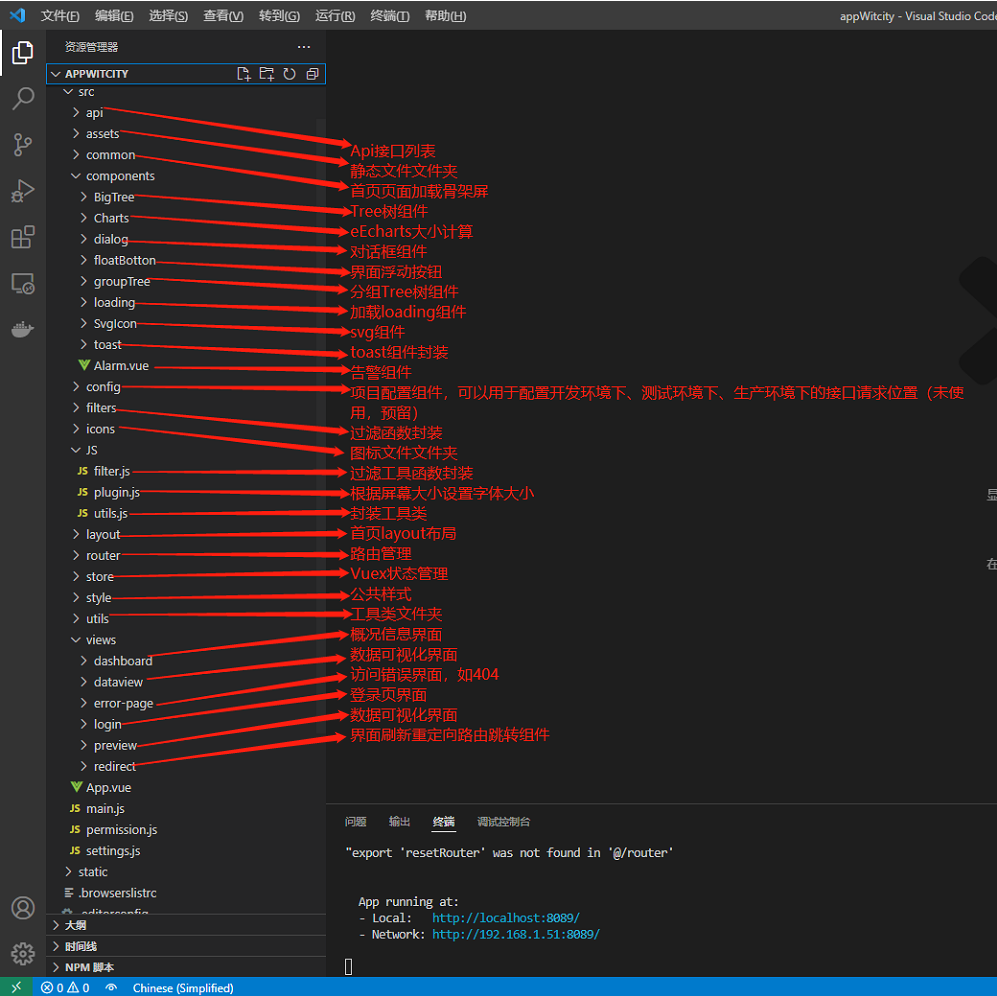 文件(F) 编辑(E) 选择(S) 查看(V) 转到(G) 运行(R) 终端(T) 帮助(H) appWitcity - Visual Studio Code
资源管理器 ···
APPWITCITY
src
api
assets
common
components
BigTree
Charts
dialog
floatBotton
groupTree
loading
SvgIcon
toast
Alarm.vue
config
filters
icons
JS
JS filter.js
JS plugin.js
JS utils.js
layout
router
store
style
utils
views
dashboard
dataview
error-page
login
preview
redirect
App.vue
JS main.js
JS permission.js
JS settings.js
static
.browserslistrc
.editorconfig
大纲
时间线
NPM 脚本
Api接口列表
静态文件文件夹
首页页面加载骨架屏
Tree树组件
eEcharts大小计算
对话框组件
界面浮动按钮
分组Tree树组件
加载loading组件
svg组件
toast组件封装
告警组件
项目配置组件，可以用于配置开发环境下、测试环境下、生产环境下的接口请求位置（未使
用，预留）
过滤函数封装
图标文件文件夹
过滤工具函数封装
根据屏幕大小设置字体大小
封装工具类
首页layout布局
路由管理
Vuex状态管理
公共样式
工具类文件夹
概况信息界面
数据可视化界面
访问错误界面，如404
登录页界面
数据可视化界面
界面刷新重定向路由跳转组件
显
在
问题 输出 终端 调试控制台
"export 'resetRouter' was not found in '@/router'
App running at:
- Local: http://localhost:8089/
- Network: http://192.168.1.51:8089/
0 0 Chinese (Simplified)